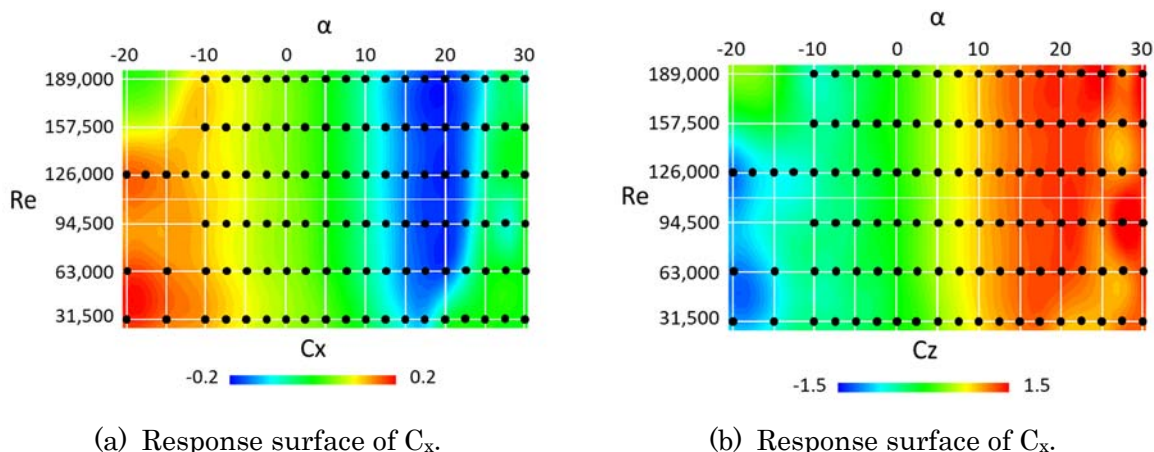 α
-20 -10 0 10 20 30
189,000
157,500
126,000
Re
94,500
63,000
31,500
Cx
-0.2 0.2
(a) Response surface of Cₓ.
α
-20 -10 0 10 20 30
189,000
157,500
126,000
Re
94,500
63,000
31,500
Cz
-1.5 1.5
(b) Response surface of Cₓ.